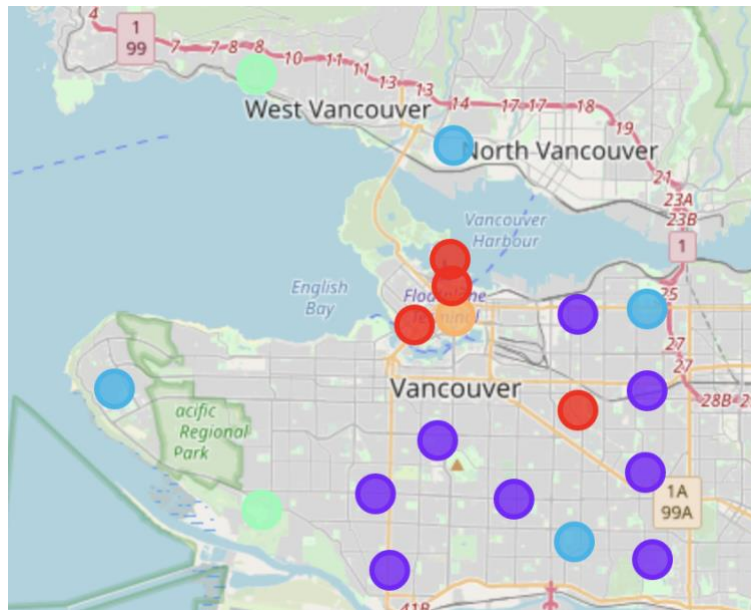 4
1
99
7
7
8
8
10
11
11
13
13
14
17
17
18
19
21
23A
23B
1
West Vancouver
North Vancouver
Vancouver
Harbour
English
Bay
25
27
27
28B
2
Vancouver
acific
Regional
Park
1A
99A
41B